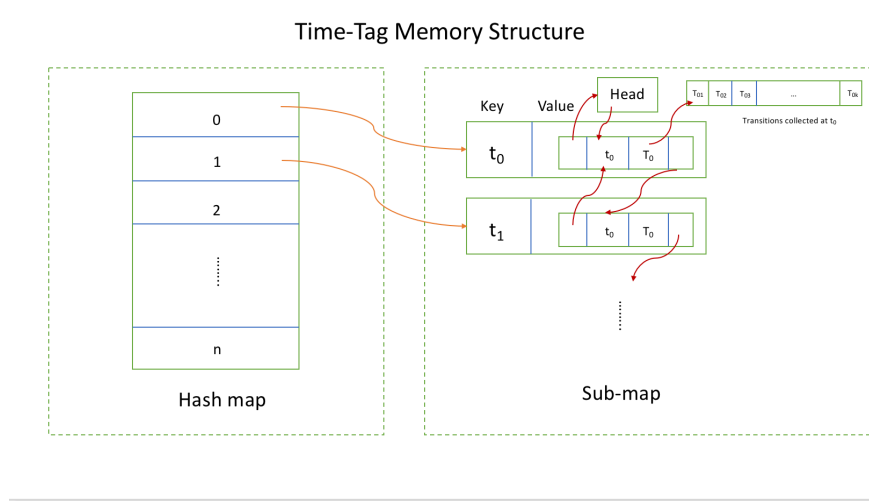 Time-Tag Memory Structure
0
1
2
.......
n
Hash map
Key
Value
Head
T01 T02 T03 ... T0k
Transitions collected at t0
t0
t0 T0
t1
t0 T0
.......
Sub-map